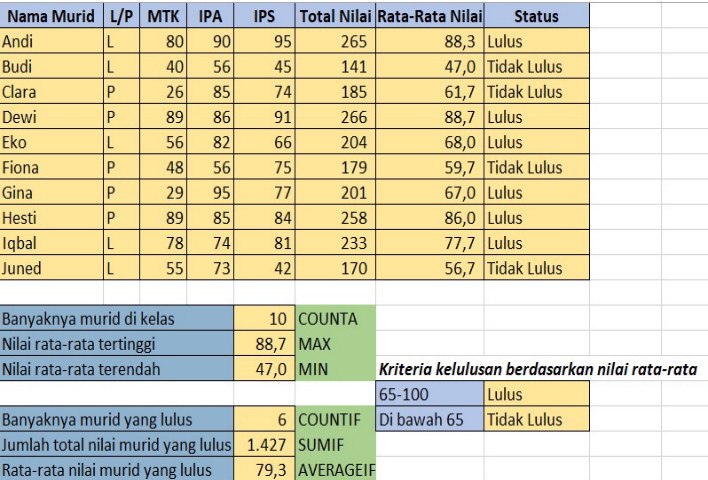 Nama Murid L/P MTK IPA IPS Total Nilai Rata-Rata Nilai Status
Andi L 80 90 95 265 88,3 Lulus
Budi L 40 56 45 141 47,0 Tidak Lulus
Clara P 26 85 74 185 61,7 Tidak Lulus
Dewi P 89 86 91 266 88,7 Lulus
Eko L 56 82 66 204 68,0 Lulus
Fiona P 48 56 75 179 59,7 Tidak Lulus
Gina P 29 95 77 201 67,0 Lulus
Hesti P 89 85 84 258 86,0 Lulus
Iqbal L 78 74 81 233 77,7 Lulus
Juned L 55 73 42 170 56,7 Tidak Lulus
Banyaknya murid di kelas 10 COUNTA
Nilai rata-rata tertinggi 88,7 MAX
Nilai rata-rata terendah 47,0 MIN Kriteria kelulusan berdasarkan nilai rata-rata
65-100 Lulus
Banyaknya murid yang lulus 6 COUNTIF Di bawah 65 Tidak Lulus
Jumlah total nilai murid yang lulus 1.427 SUMIF
Rata-rata nilai murid yang lulus 79,3 AVERAGEIF